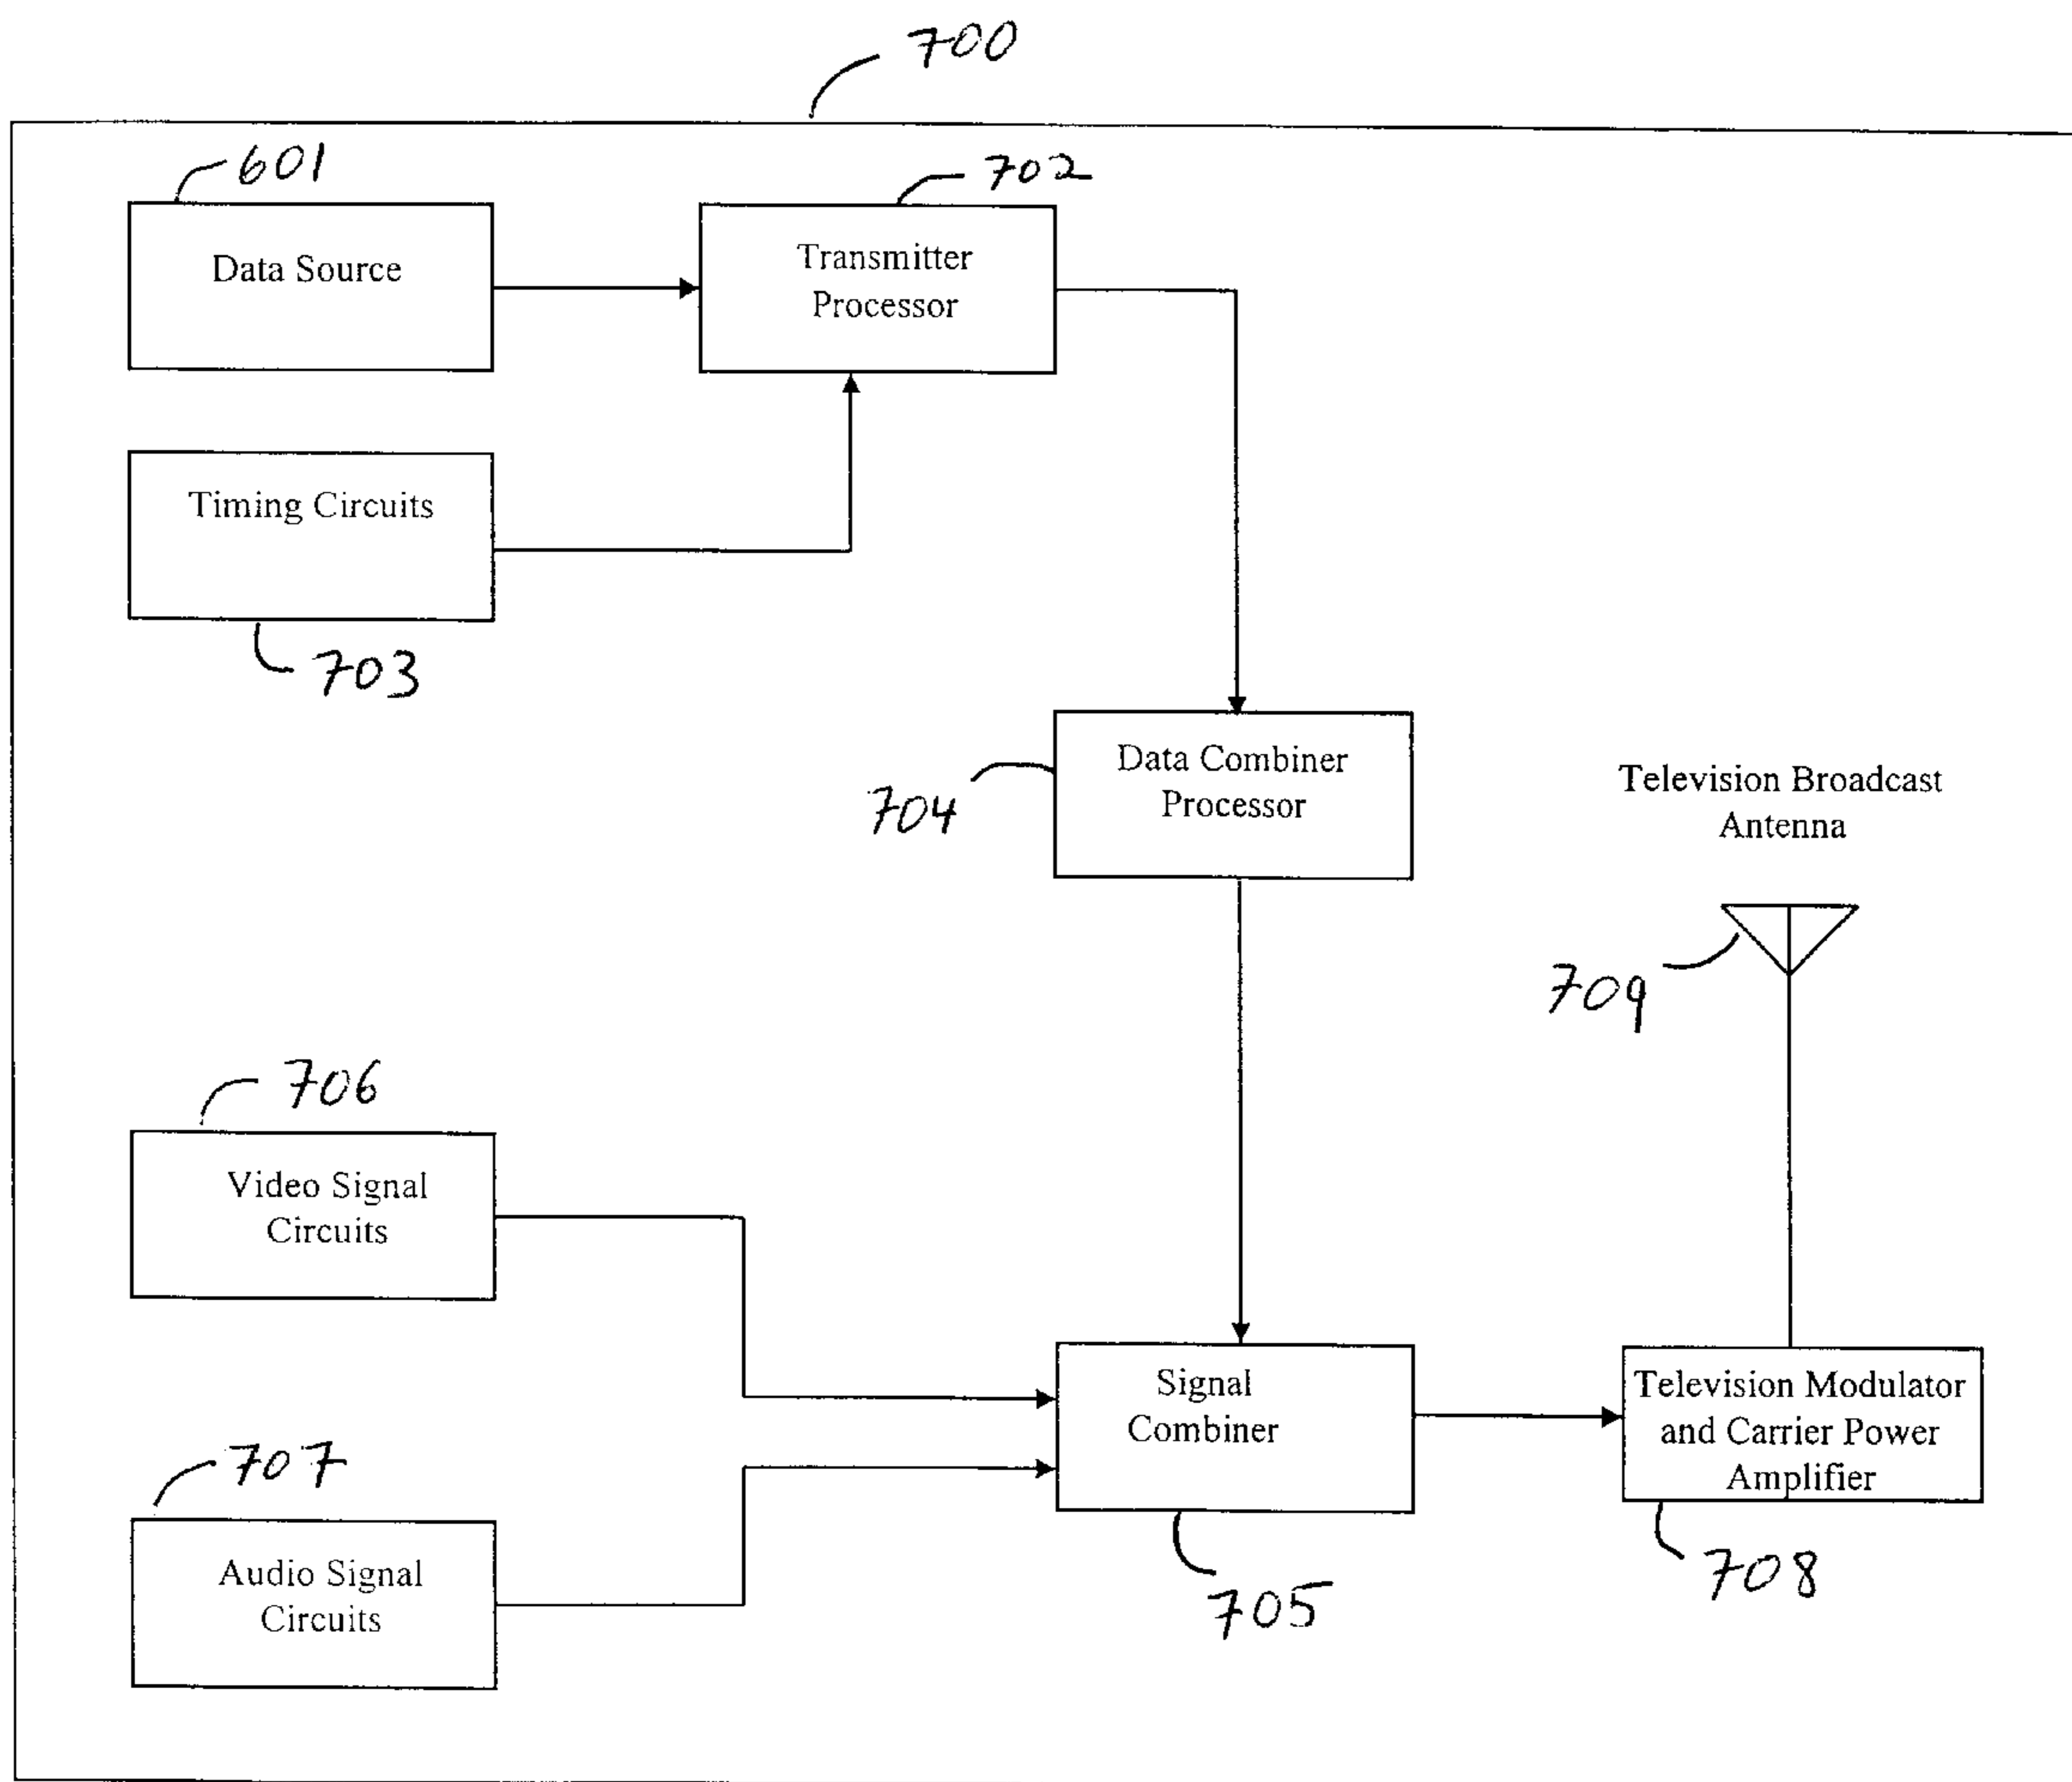 700
601
702
Data Source
Transmitter
Processor
Timing Circuits
703
Data Combiner
Processor
704
Television Broadcast
Antenna
709
706
Video Signal
Circuits
707
Audio Signal
Circuits
Signal
Combiner
705
Television Modulator
and Carrier Power
Amplifier
708